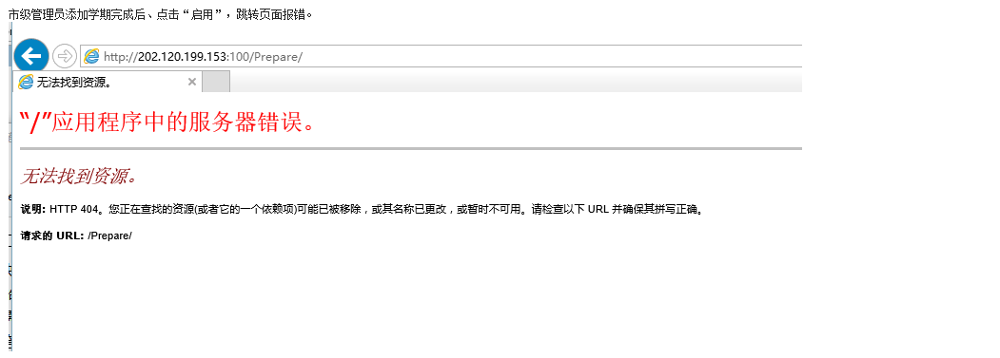 市级管理员添加学期完成后、点击“启用”，跳转页面报错。
http://202.120.199.153:100/Prepare/
无法找到资源。
“/”应用程序中的服务器错误。
无法找到资源。
说明: HTTP 404。您正在查找的资源(或者它的一个依赖项)可能已被移除，或其名称已更改，或暂时不可用。请检查以下 URL 并确保其拼写正确。
请求的 URL: /Prepare/